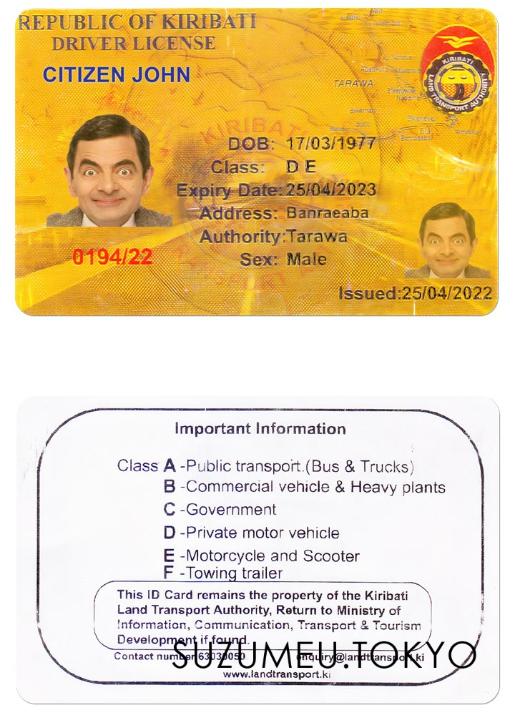 REPUBLIC OF KIRIBATI
DRIVER LICENSE
CITIZEN JOHN
KIRIBATI
LAND TRANSPORT AUTHORITY
TARAWA
KIRIBATI
DOB: 17/03/1977
Class: D E
Expiry Date: 25/04/2023
Address: Banraeaba
Authority:Tarawa
Sex: Male
TRANSPORT
0194/22
Issued:25/04/2022
Important Information
Class A -Public transport.(Bus & Trucks)
B -Commercial vehicle & Heavy plants
C -Government
D -Private motor vehicle
E -Motorcycle and Scooter
F -Towing trailer
This ID Card remains the property of the Kiribati
Land Transport Authority, Return to Ministry of
Information, Communication, Transport & Tourism
Development if found.
Contact number 63030050 enquiry@landtransport.ki
www.landtransport.ki
SUZUMEU.TOKYO